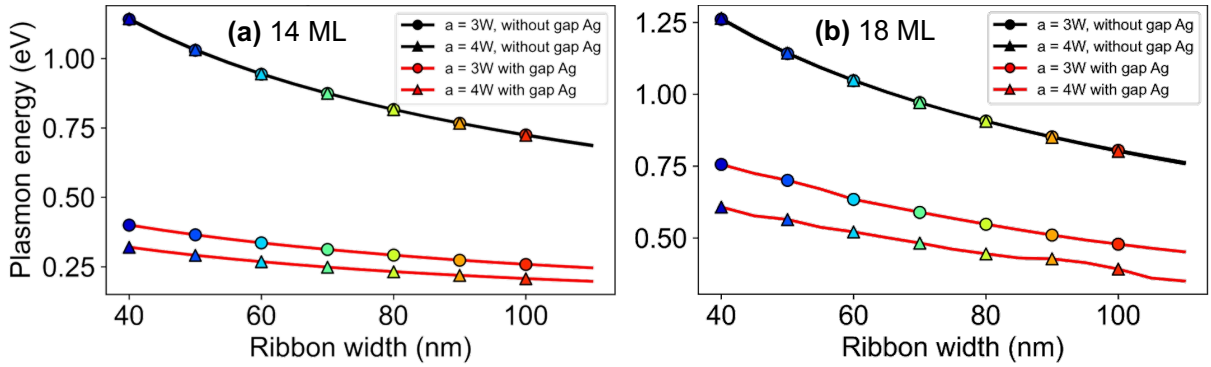 (a) 14 ML
a = 3W, without gap Ag
a = 4W, without gap Ag
a = 3W with gap Ag
a = 4W with gap Ag
Plasmon energy (eV)
1.00
0.75
0.50
0.25
40
60
80
100
Ribbon width (nm)
(b) 18 ML
a = 3W, without gap Ag
a = 4W, without gap Ag
a = 3W with gap Ag
a = 4W with gap Ag
1.25
1.00
0.75
0.50
40
60
80
100
Ribbon width (nm)